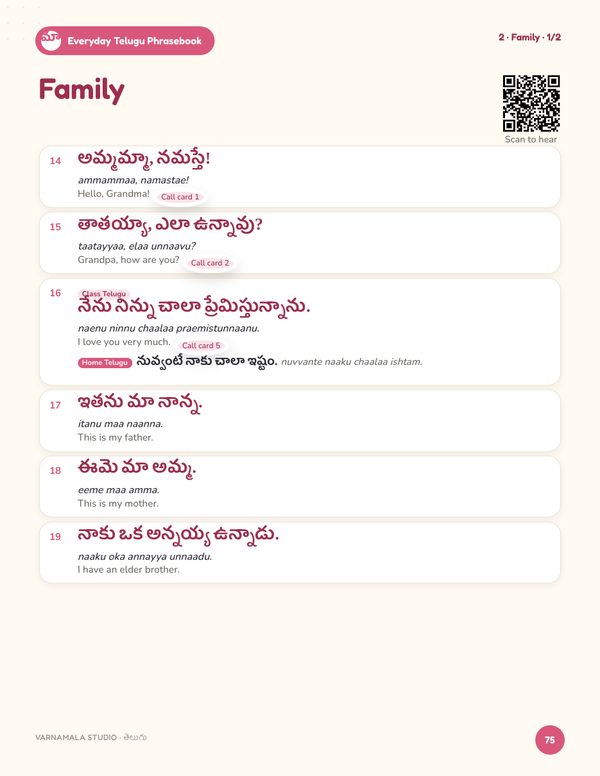 మా Everyday Telugu Phrasebook
2 · Family · 1/2
Family
Scan to hear
14 అమ్మమ్మా, నమస్తే!
ammammaa, namastae!
Hello, Grandma! Call card 1
15 తాతయ్యా, ఎలా ఉన్నావు?
taatayyaa, elaa unnaavu?
Grandpa, how are you? Call card 2
16 Class Telugu
నేను నిన్ను చాలా ప్రేమిస్తున్నాను.
naenu ninnu chaalaa praemistunnaanu.
I love you very much. Call card 5
Home Telugu నువ్వంటే నాకు చాలా ఇష్టం. nuvvante naaku chaalaa ishtam.
17 ఇతను మా నాన్న.
itanu maa naanna.
This is my father.
18 ఈమె మా అమ్మ.
eeme maa amma.
This is my mother.
19 నాకు ఒక అన్నయ్య ఉన్నాడు.
naaku oka annayya unnaadu.
I have an elder brother.
VARNAMALA STUDIO · తెలుగు
75